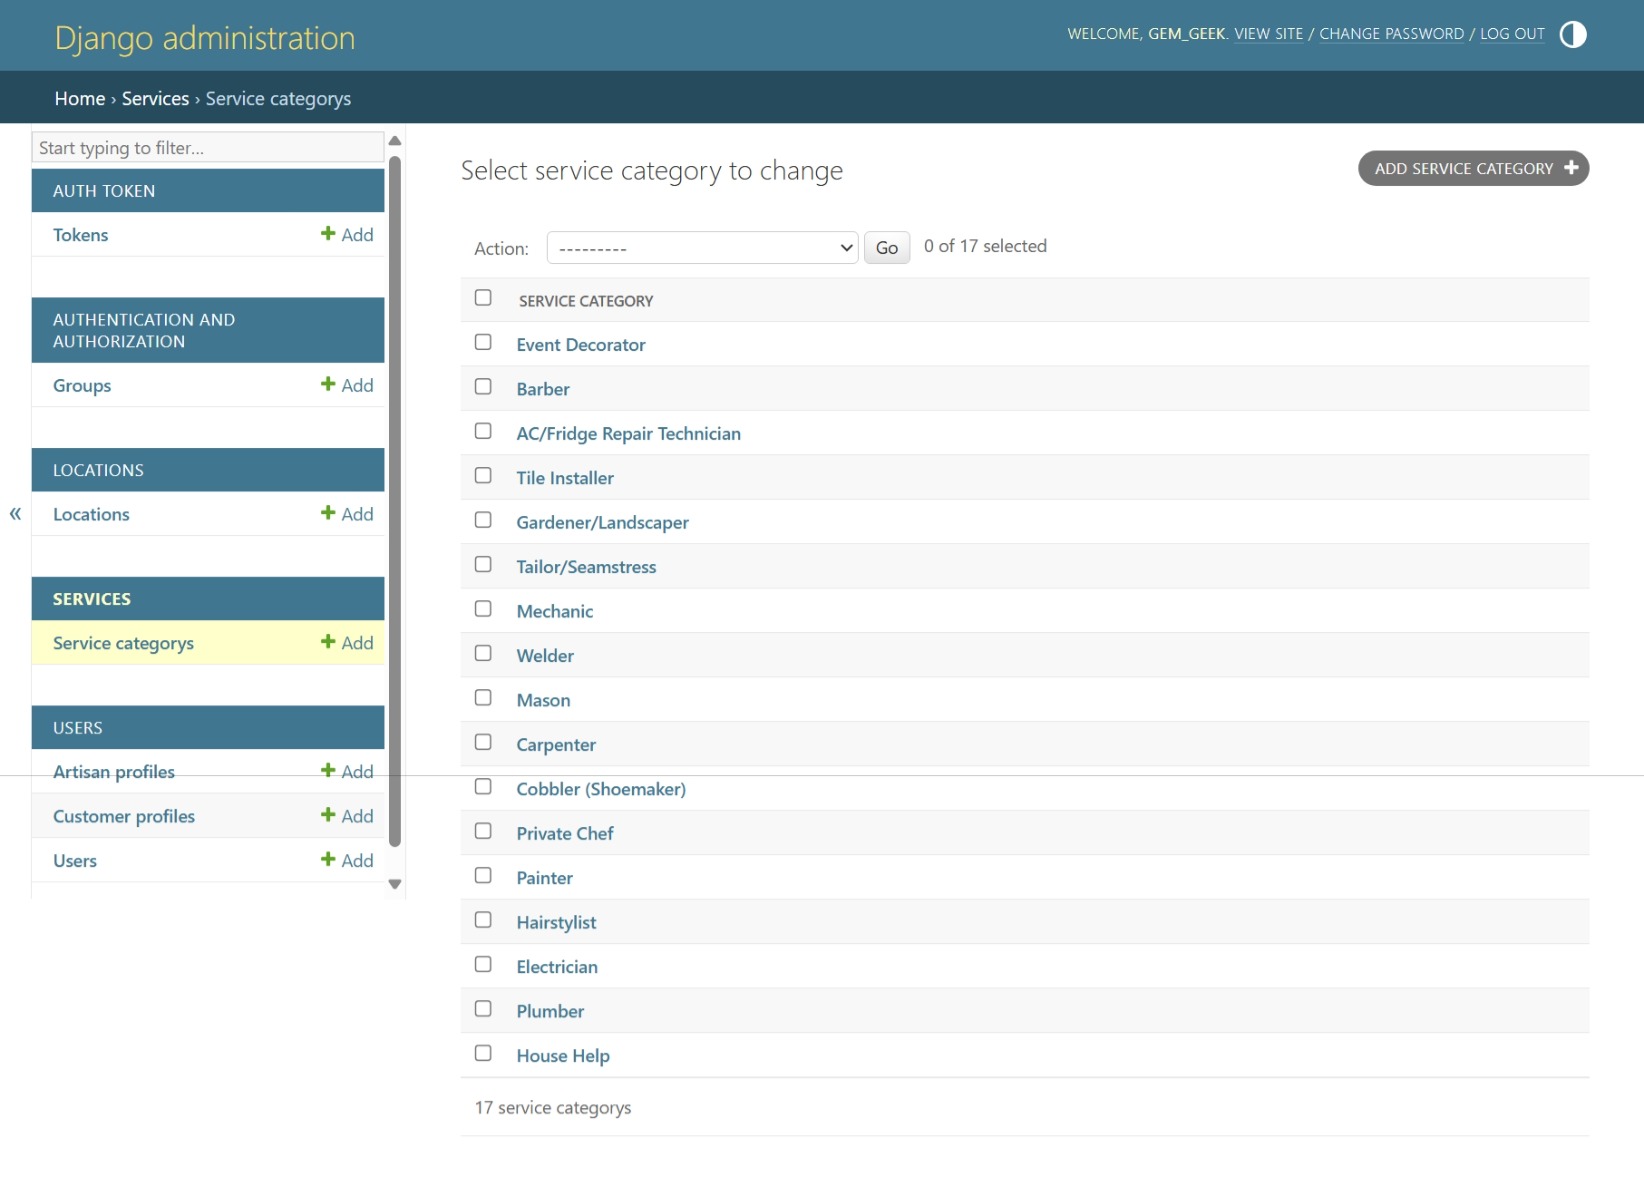 Django administration
WELCOME, GEM_GEEK. VIEW SITE / CHANGE PASSWORD / LOG OUT
Home › Services › Service categorys
Start typing to filter...
AUTH TOKEN
Tokens + Add
AUTHENTICATION AND
AUTHORIZATION
Groups + Add
LOCATIONS
Locations + Add
«
SERVICES
Service categorys + Add
USERS
Artisan profiles + Add
Customer profiles + Add
Users + Add
Select service category to change
ADD SERVICE CATEGORY +
Action: --------- Go 0 of 17 selected
SERVICE CATEGORY
Event Decorator
Barber
AC/Fridge Repair Technician
Tile Installer
Gardener/Landscaper
Tailor/Seamstress
Mechanic
Welder
Mason
Carpenter
Cobbler (Shoemaker)
Private Chef
Painter
Hairstylist
Electrician
Plumber
House Help
17 service categorys